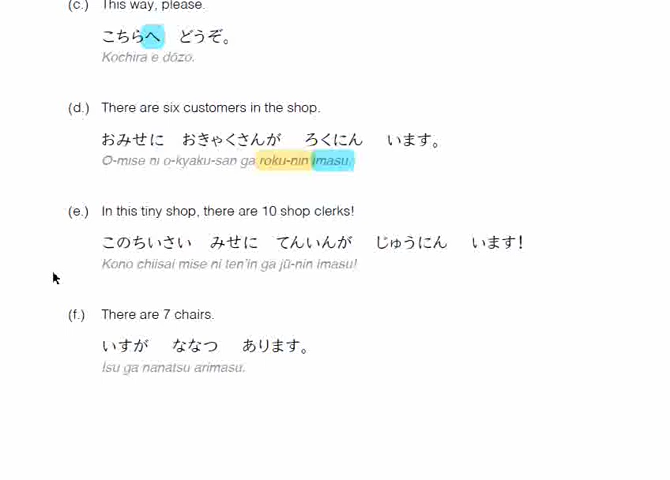 (c.) This way, please.
こちらへ　どうぞ。
Kochira e dōzo.
(d.) There are six customers in the shop.
おみせに　おきゃくさんが　ろくにん　います。
O-mise ni o-kyaku-san ga roku-nin imasu.
(e.) In this tiny shop, there are 10 shop clerks!
このちいさい　みせに　てんいんが　じゅうにん　います！
Kono chiisai mise ni ten'in ga jū-nin imasu!
(f.) There are 7 chairs.
いすが　ななつ　あります。
Isu ga nanatsu arimasu.